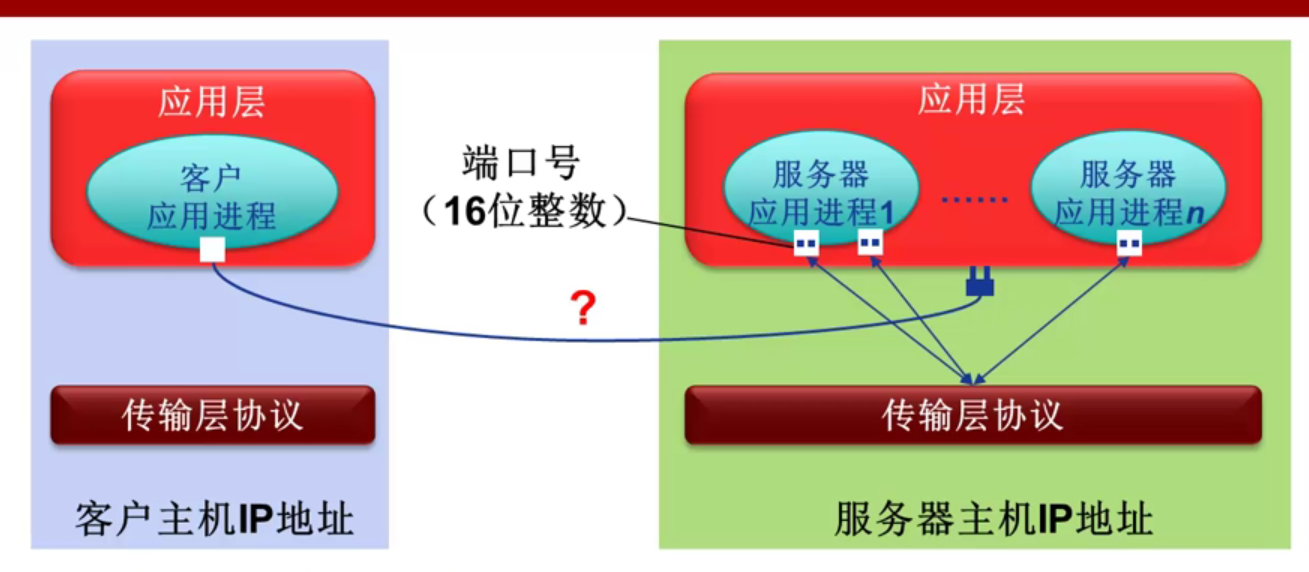 应用层
客户
应用进程
传输层协议
客户主机IP地址
端口号
（16位整数）
?
应用层
服务器
应用进程1
……
服务器
应用进程n
传输层协议
服务器主机IP地址